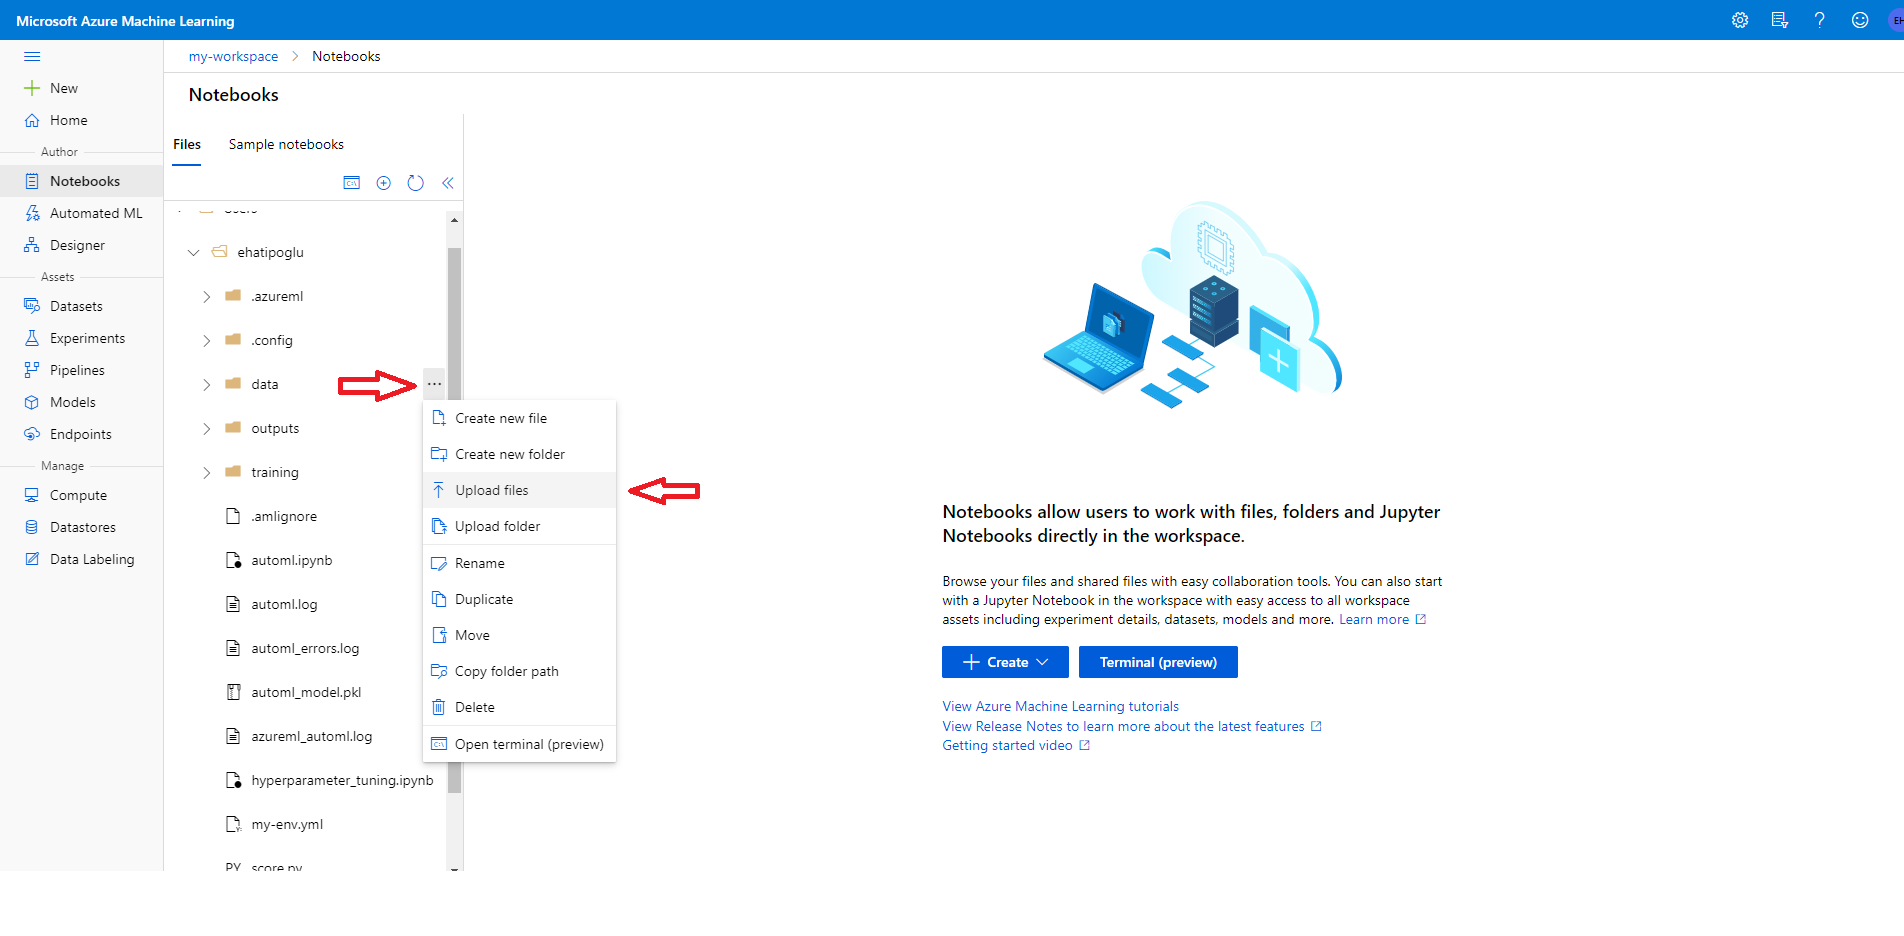 Microsoft Azure Machine Learning
EH
my-workspace > Notebooks
New
Home
Author
Notebooks
Automated ML
Designer
Assets
Datasets
Experiments
Pipelines
Models
Endpoints
Manage
Compute
Datastores
Data Labeling
Notebooks
Files
Sample notebooks
Users
ehatipoglu
.azureml
.config
data
outputs
training
.amlignore
automl.ipynb
automl.log
automl_errors.log
automl_model.pkl
azureml_automl.log
hyperparameter_tuning.ipynb
my-env.yml
PY score.py
...
Create new file
Create new folder
Upload files
Upload folder
Rename
Duplicate
Move
Copy folder path
Delete
Open terminal (preview)
Notebooks allow users to work with files, folders and Jupyter
Notebooks directly in the workspace.
Browse your files and shared files with easy collaboration tools. You can also start
with a Jupyter Notebook in the workspace with easy access to all workspace
assets including experiment details, datasets, models and more. Learn more
Create
Terminal (preview)
View Azure Machine Learning tutorials
View Release Notes to learn more about the latest features
Getting started video